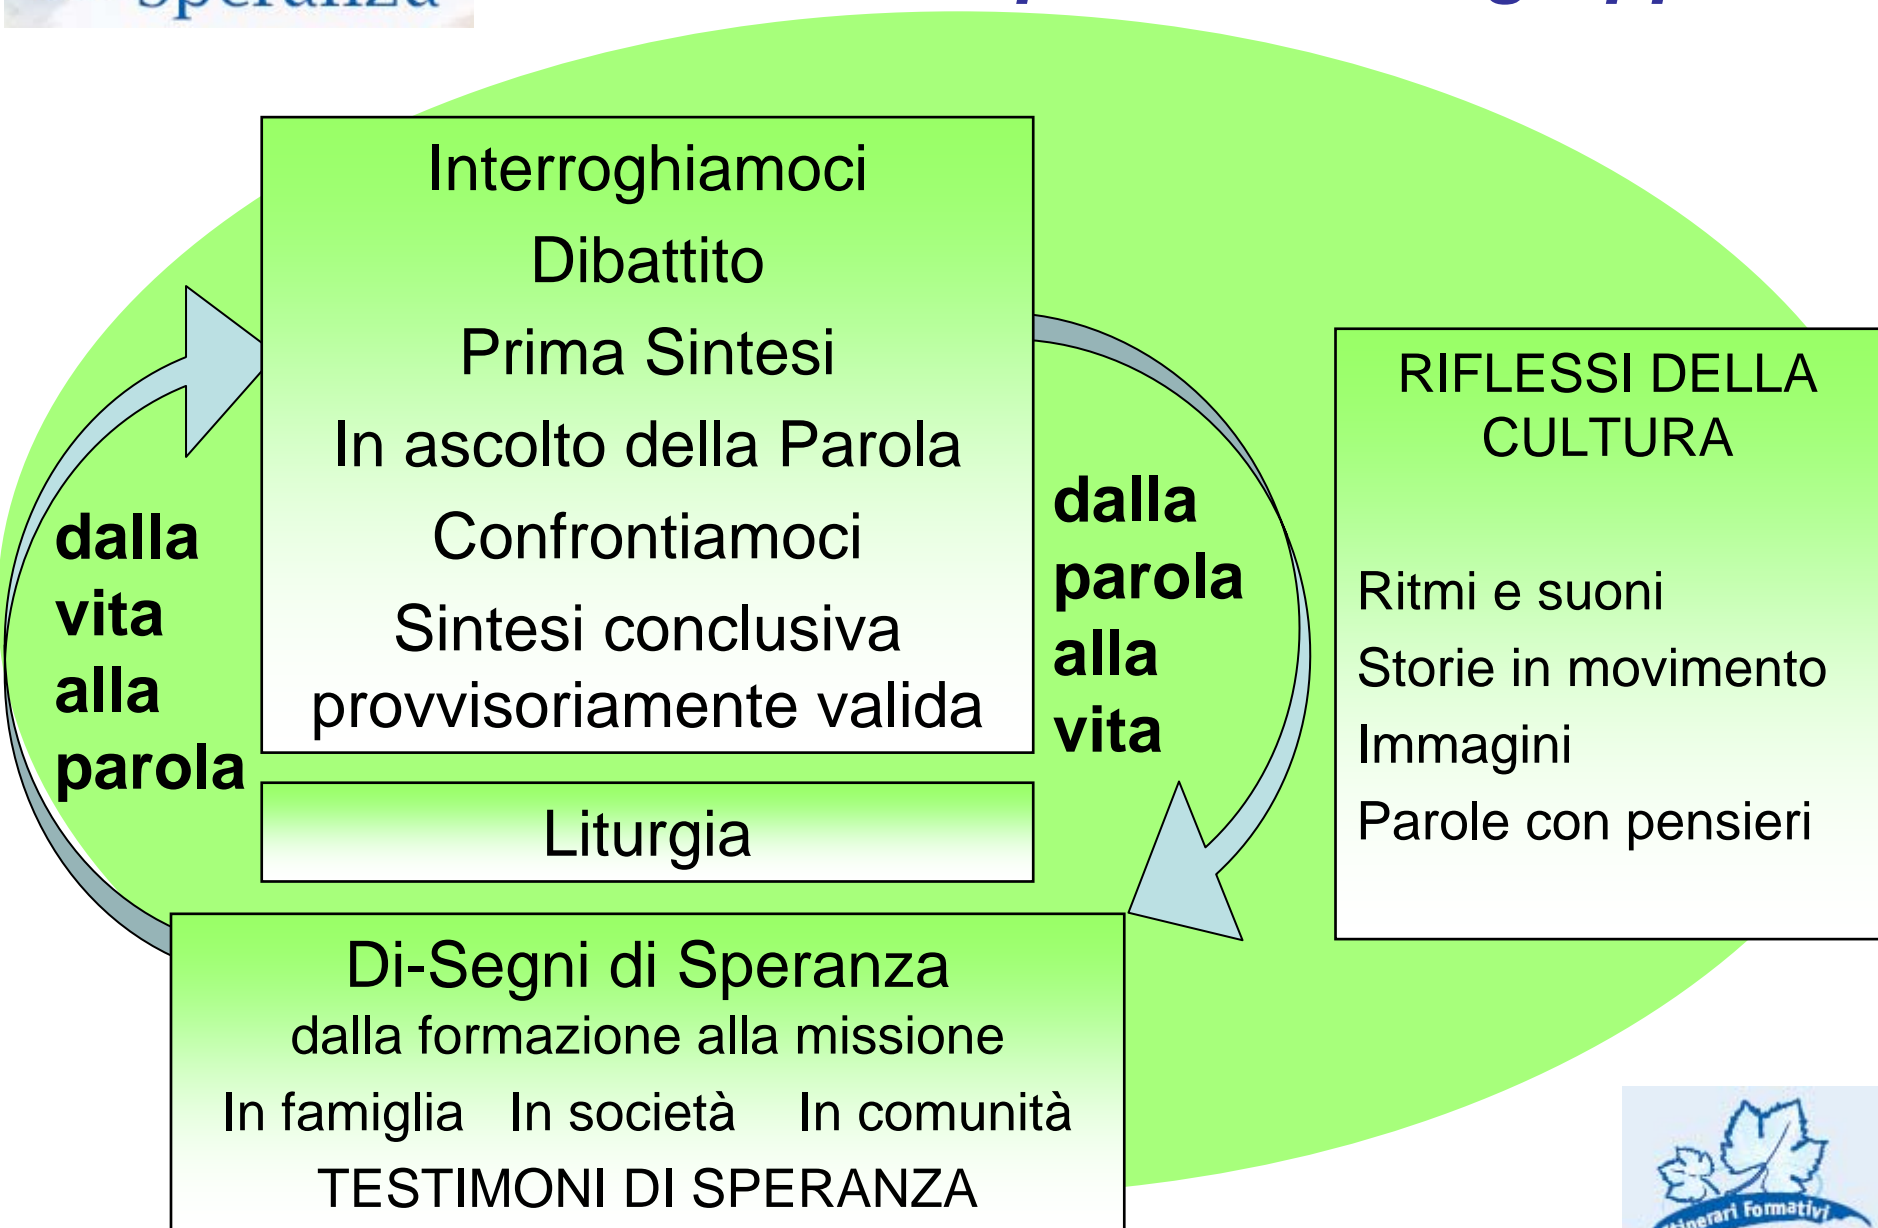 Interroghiamoci
Dibattito
Prima Sintesi
In ascolto della Parola
Confrontiamoci
Sintesi conclusiva
provvisoriamente valida
dalla
vita
alla
parola
dalla
parola
alla
vita
Liturgia
RIFLESSI DELLA
CULTURA
Ritmi e suoni
Storie in movimento
Immagini
Parole con pensieri
Di-Segni di Speranza
dalla formazione alla missione
In famiglia In società In comunità
TESTIMONI DI SPERANZA
Formativi